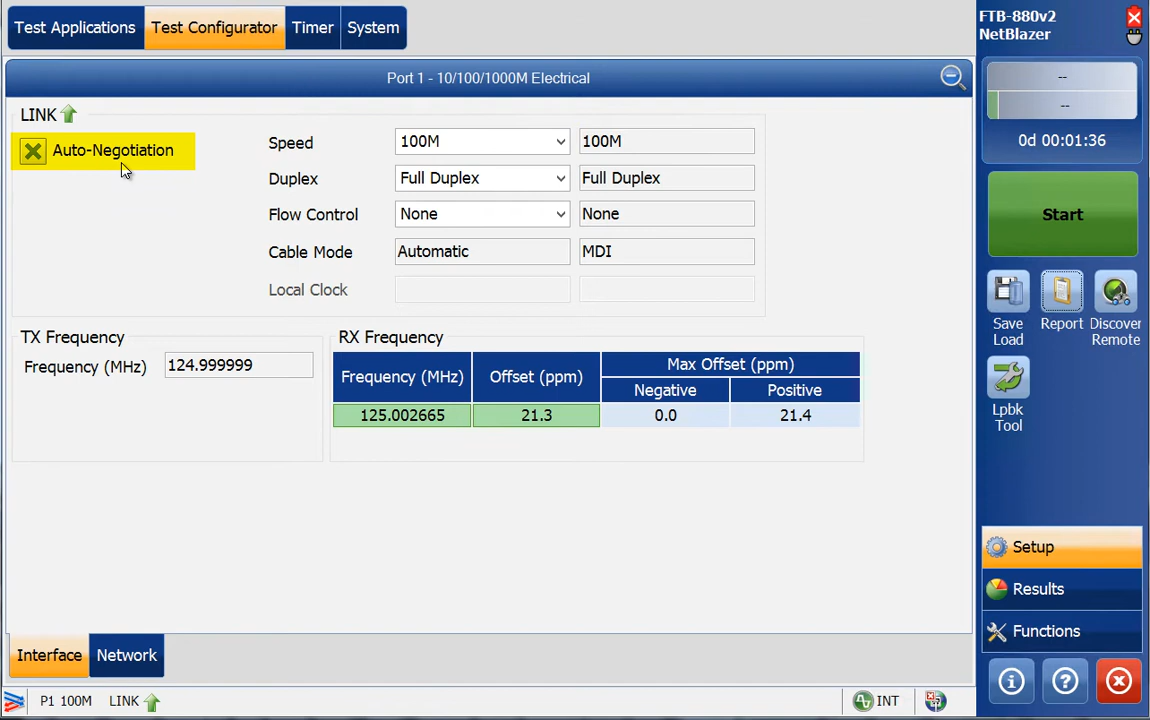 Test Applications
Test Configurator
Timer
System
FTB-880v2
NetBlazer
Port 1 - 10/100/1000M Electrical
LINK
Auto-Negotiation
Speed
100M
100M
Duplex
Full Duplex
Full Duplex
Flow Control
None
None
Cable Mode
Automatic
MDI
Local Clock
TX Frequency
Frequency (MHz)
124.999999
RX Frequency
Frequency (MHz)
Offset (ppm)
Max Offset (ppm)
Negative
Positive
125.002665
21.3
0.0
21.4
Interface
Network
P1 100M
LINK
INT
--
--
0d 00:01:36
Start
Save
Load
Report
Discover
Remote
Lpbk
Tool
Setup
Results
Functions